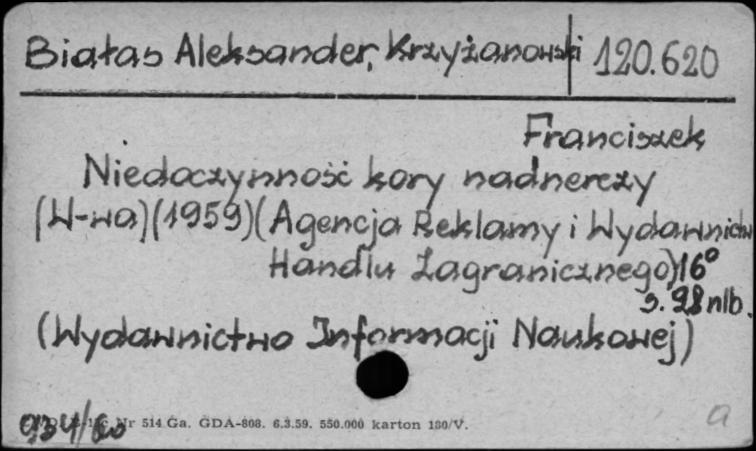 Białas Aleksander, Krzyżanowski 120.620
Franciszek
Niedoczynność kory nadnerczy
(W-wa)(1959)(Agencja Reklamy i Wydawnictw
Handlu Zagranicznego)16°
s. 98 nlb.
(Wydawnictwo Informacji Naukowej)
934/60 Nr 514 Ga. GDA-808. 6.3.59. 550.000 karton 180/V.
a